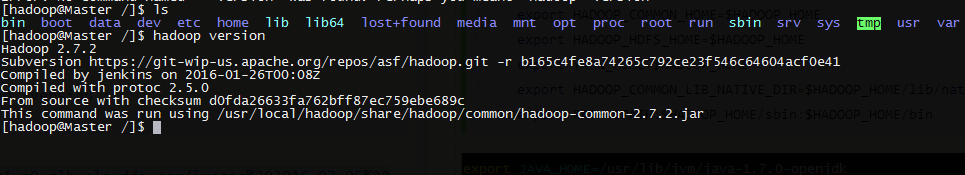 [hadoop@Master /]$ ls
bin boot data dev etc home lib lib64 lost+found media mnt opt proc root run sbin srv sys tmp usr var
export HADOOP_COMMON_HOME=$HADOOP_HOME
[hadoop@Master /]$ hadoop version
export HADOOP_HDFS_HOME=$HADOOP_HOME
Hadoop 2.7.2
Subversion https://git-wip-us.apache.org/repos/asf/hadoop.git -r b165c4fe8a74265c792ce23f546c64604acf0e41
Compiled by jenkins on 2016-01-26T00:08Z
Compiled with protoc 2.5.0
export HADOOP_COMMON_LIB_NATIVE_DIR=$HADOOP_HOME/lib/nat
From source with checksum d0fda26633fa762bff87ec759ebe689c
This command was run using /usr/local/hadoop/share/hadoop/common/hadoop-common-2.7.2.jar
[hadoop@Master /]$
export JAVA_HOME=/usr/lib/jvm/java-1.7.0-openjdk